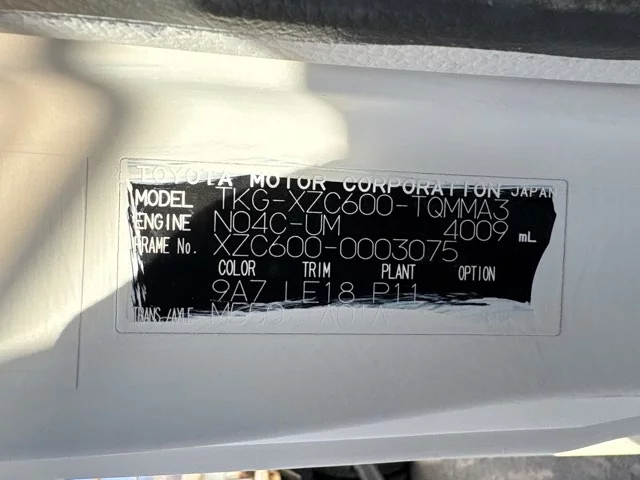 TOYOTA MOTOR CORPORATION JAPAN
MODEL TKG-XZC600-TQMMA3
ENGINE N04C-UM 4009 mL
FRAME No. XZC600-0003075
COLOR TRIM PLANT OPTION
9A7 LE18 P11
TRANS/AXLE A01A